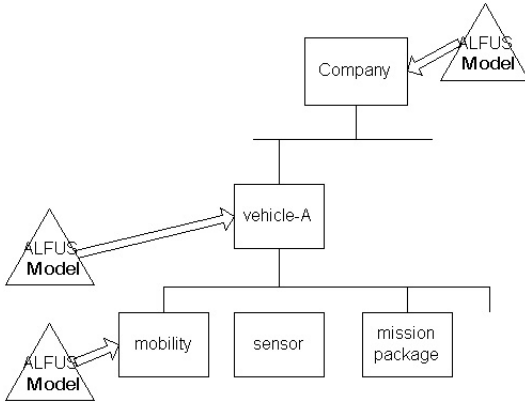 ALFUS
Model
Company
vehicle-A
ALFUS
Model
mobility
sensor
mission
package
ALFUS
Model